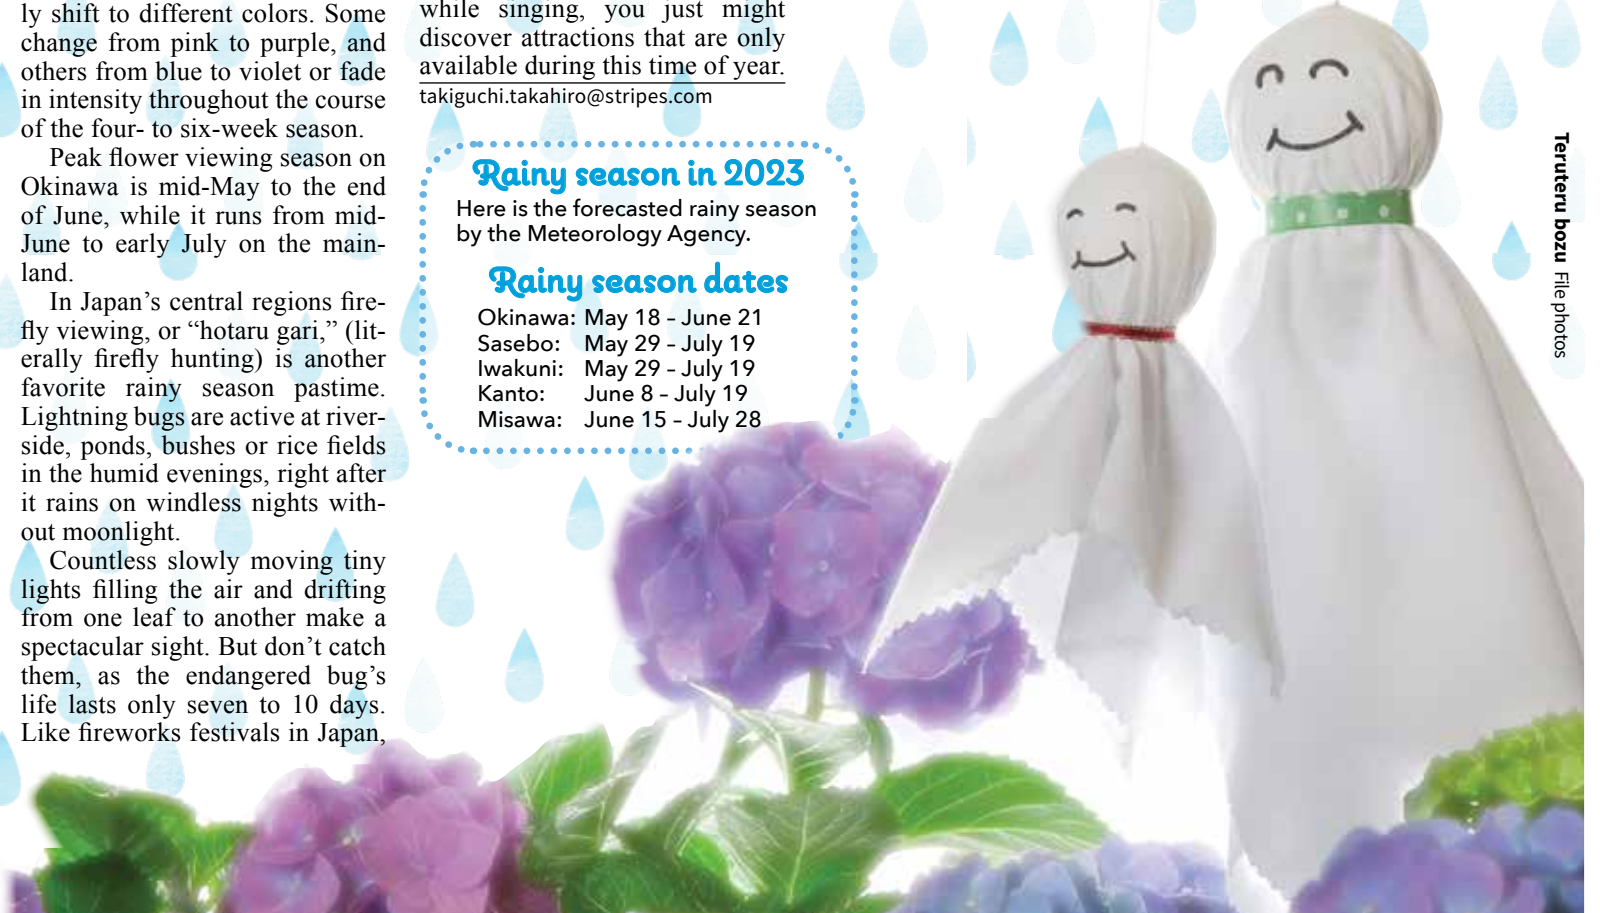 ly shift to different colors. Some
change from pink to purple, and
others from blue to violet or fade
in intensity throughout the course
of the four- to six-week season.
Peak flower viewing season on
Okinawa is mid-May to the end
of June, while it runs from mid-
June to early July on the main-
land.
In Japan’s central regions fire-
fly viewing, or “hotaru gari,” (lit-
erally firefly hunting) is another
favorite rainy season pastime.
Lightning bugs are active at river-
side, ponds, bushes or rice fields
in the humid evenings, right after
it rains on windless nights with-
out moonlight.
Countless slowly moving tiny
lights filling the air and drifting
from one leaf to another make a
spectacular sight. But don’t catch
them, as the endangered bug’s
life lasts only seven to 10 days.
Like fireworks festivals in Japan,
while singing, you just might
discover attractions that are only
available during this time of year.
takiguchi.takahiro@stripes.com
Rainy season in 2023
Here is the forecasted rainy season
by the Meteorology Agency.
Rainy season dates
Okinawa: May 18 – June 21
Sasebo: May 29 – July 19
Iwakuni: May 29 – July 19
Kanto: June 8 – July 19
Misawa: June 15 – July 28
Teruteru bozu File photos